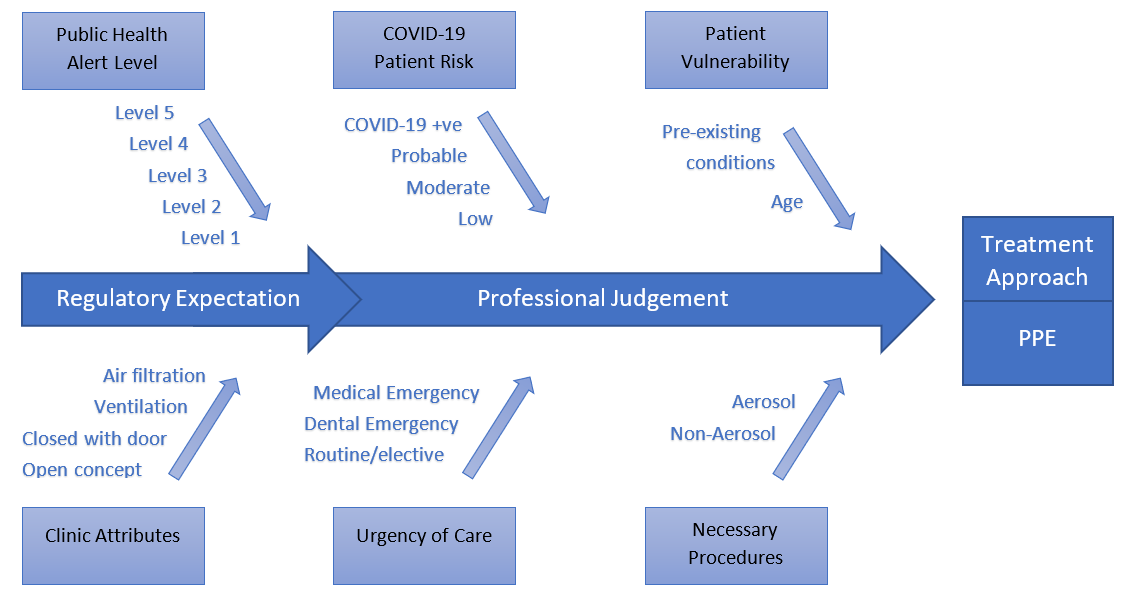 Public Health
Alert Level
COVID-19
Patient Risk
Patient
Vulnerability
Level 5
Level 4
Level 3
Level 2
Level 1
COVID-19 +ve
Probable
Moderate
Low
Pre-existing
conditions
Age
Regulatory Expectation
Professional Judgement
Treatment
Approach
PPE
Air filtration
Ventilation
Closed with door
Open concept
Medical Emergency
Dental Emergency
Routine/elective
Aerosol
Non-Aerosol
Clinic Attributes
Urgency of Care
Necessary
Procedures